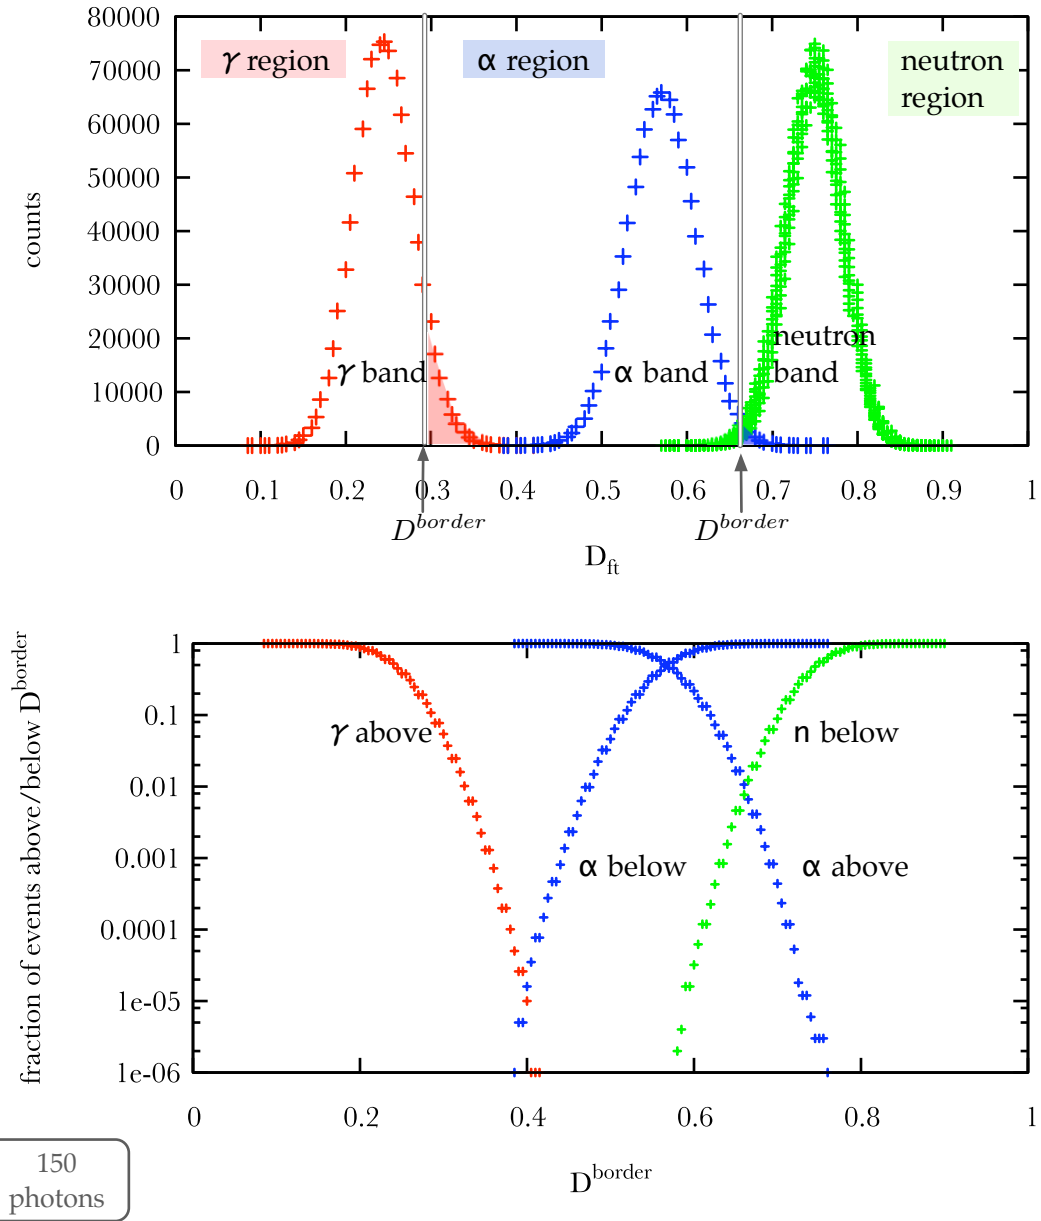 80000
70000
60000
50000
40000
30000
20000
10000
0
counts
γ region
α region
neutron
region
γ band
α band
neutron
band
0 0.1 0.2 0.3 0.4 0.5 0.6 0.7 0.8 0.9 1
D^border D^border
D_ft
1
0.1
0.01
0.001
0.0001
1e-05
1e-06
fraction of events above/below D^border
γ above
n below
α below
α above
0 0.2 0.4 0.6 0.8 1
D^border
150
photons